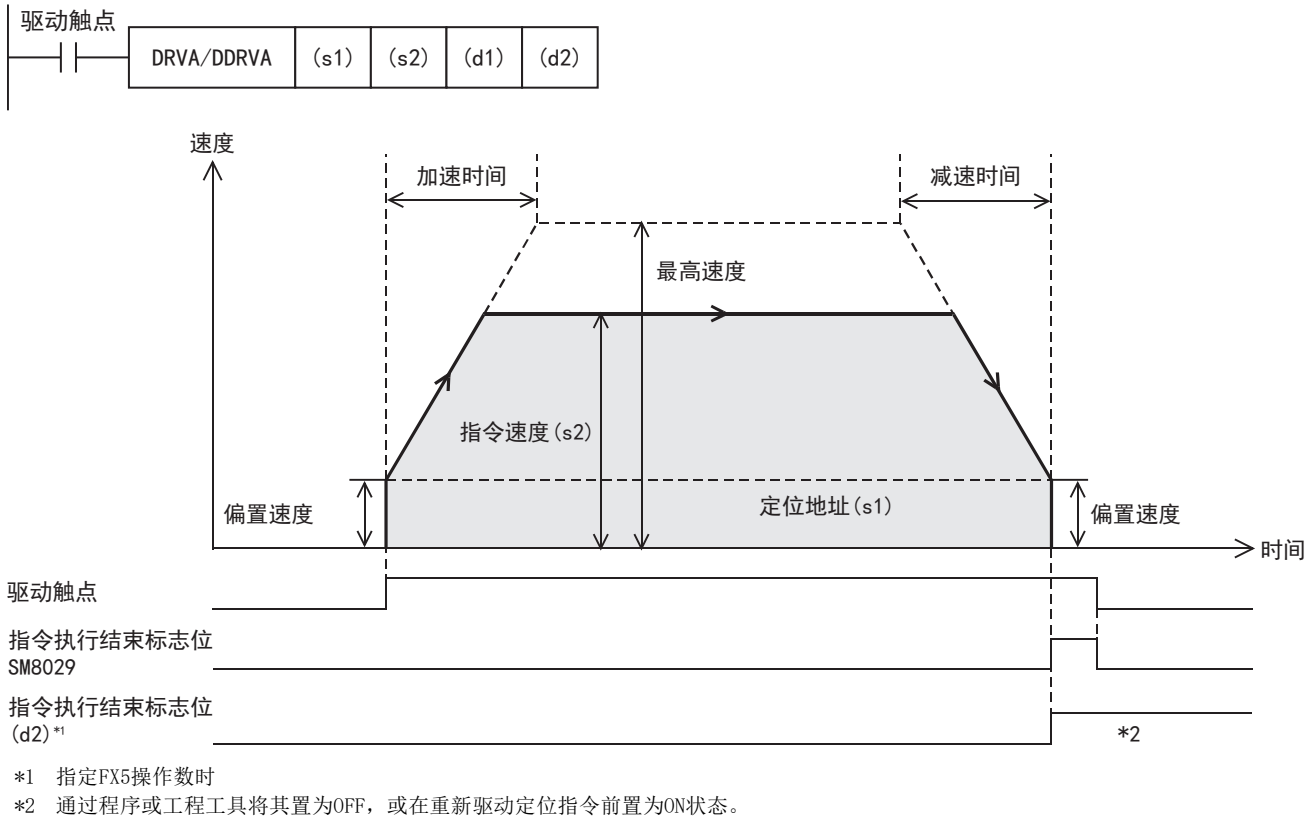 驱动触点
DRVA/DDRVA (s1) (s2) (d1) (d2)
速度
加速时间
减速时间
最高速度
指令速度(s2)
定位地址(s1)
偏置速度
偏置速度
时间
驱动触点
指令执行结束标志位
SM8029
指令执行结束标志位
(d2)*1
*2
*1 指定FX5操作数时
*2 通过程序或工程工具将其置为OFF，或在重新驱动定位指令前置为ON状态。